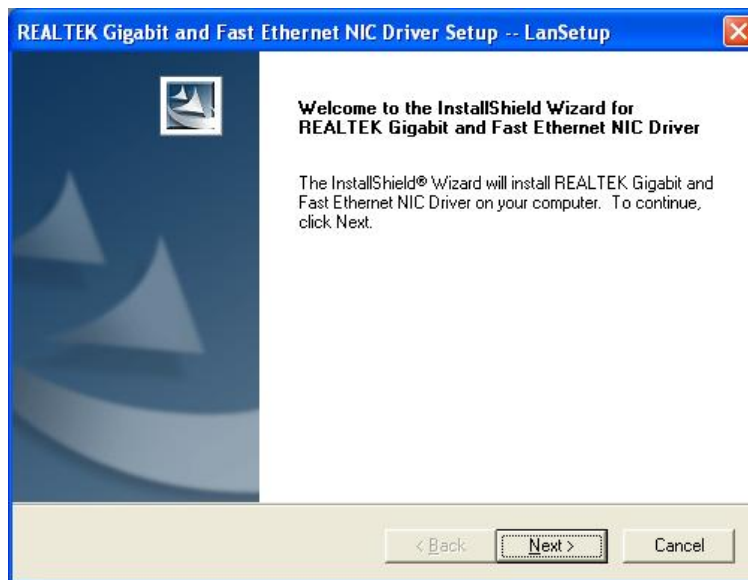 REALTEK Gigabit and Fast Ethernet NIC Driver Setup -- LanSetup
Welcome to the InstallShield Wizard for
REALTEK Gigabit and Fast Ethernet NIC Driver
The InstallShield® Wizard will install REALTEK Gigabit and
Fast Ethernet NIC Driver on your computer. To continue,
click Next.
< Back
Next >
Cancel